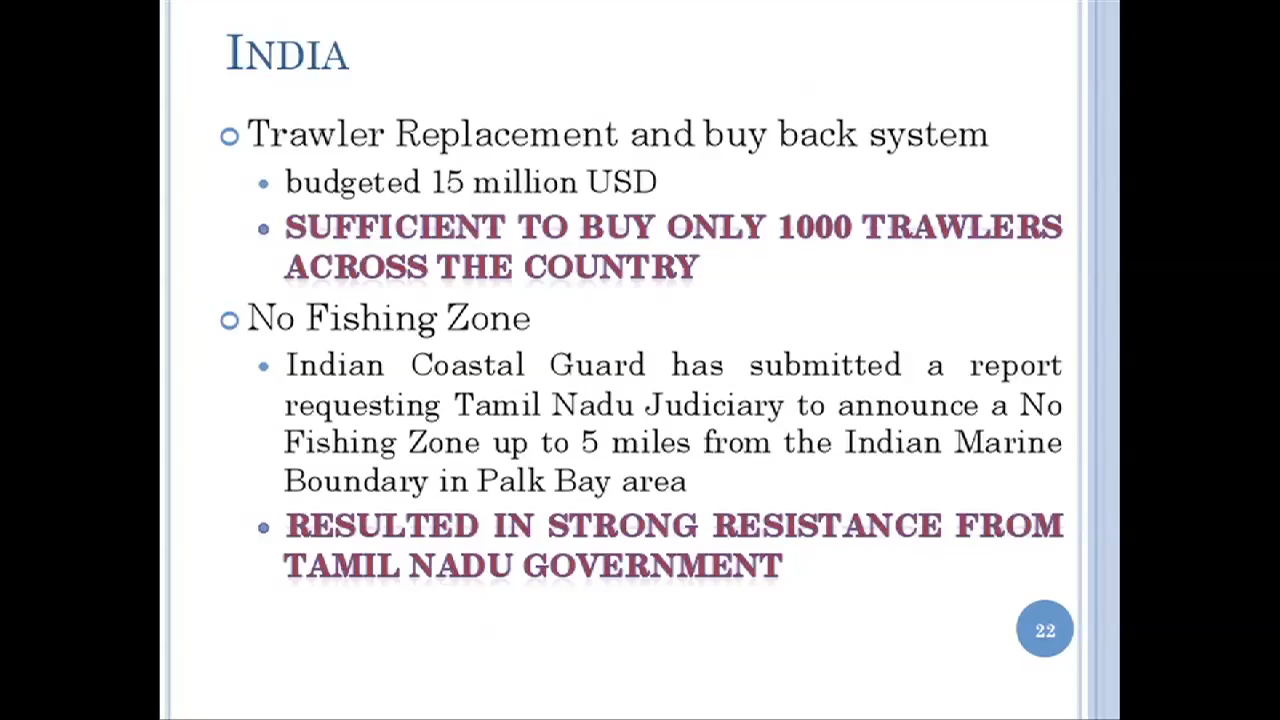 INDIA
Trawler Replacement and buy back system
budgeted 15 million USD
SUFFICIENT TO BUY ONLY 1000 TRAWLERS
ACROSS THE COUNTRY
No Fishing Zone
Indian Coastal Guard has submitted a report
requesting Tamil Nadu Judiciary to announce a No
Fishing Zone up to 5 miles from the Indian Marine
Boundary in Palk Bay area
RESULTED IN STRONG RESISTANCE FROM
TAMIL NADU GOVERNMENT
22